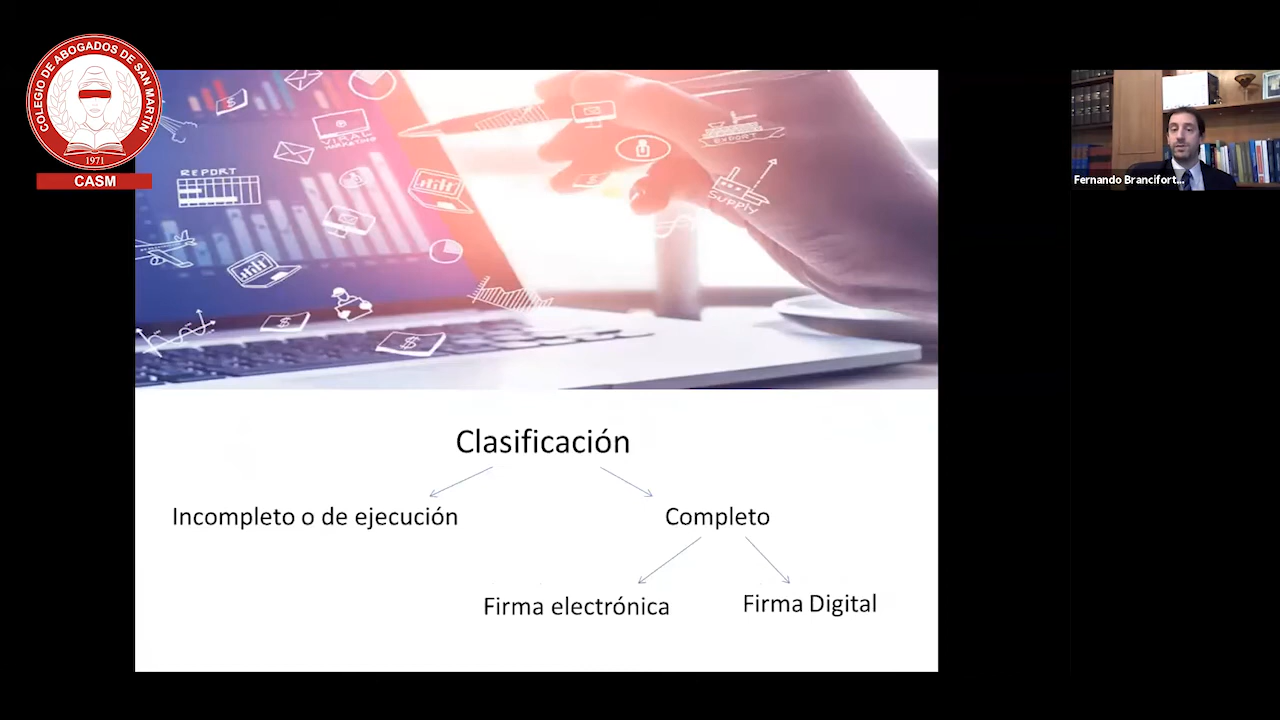 COLEGIO DE ABOGADOS DE SAN MARTÍN
1971
CASM
REPORT
VIRAL
MARKETING
EXPORT
SUPPLY
$
$
$
Fernando Brancifort...
Clasificación
Incompleto o de ejecución
Completo
Firma electrónica
Firma Digital